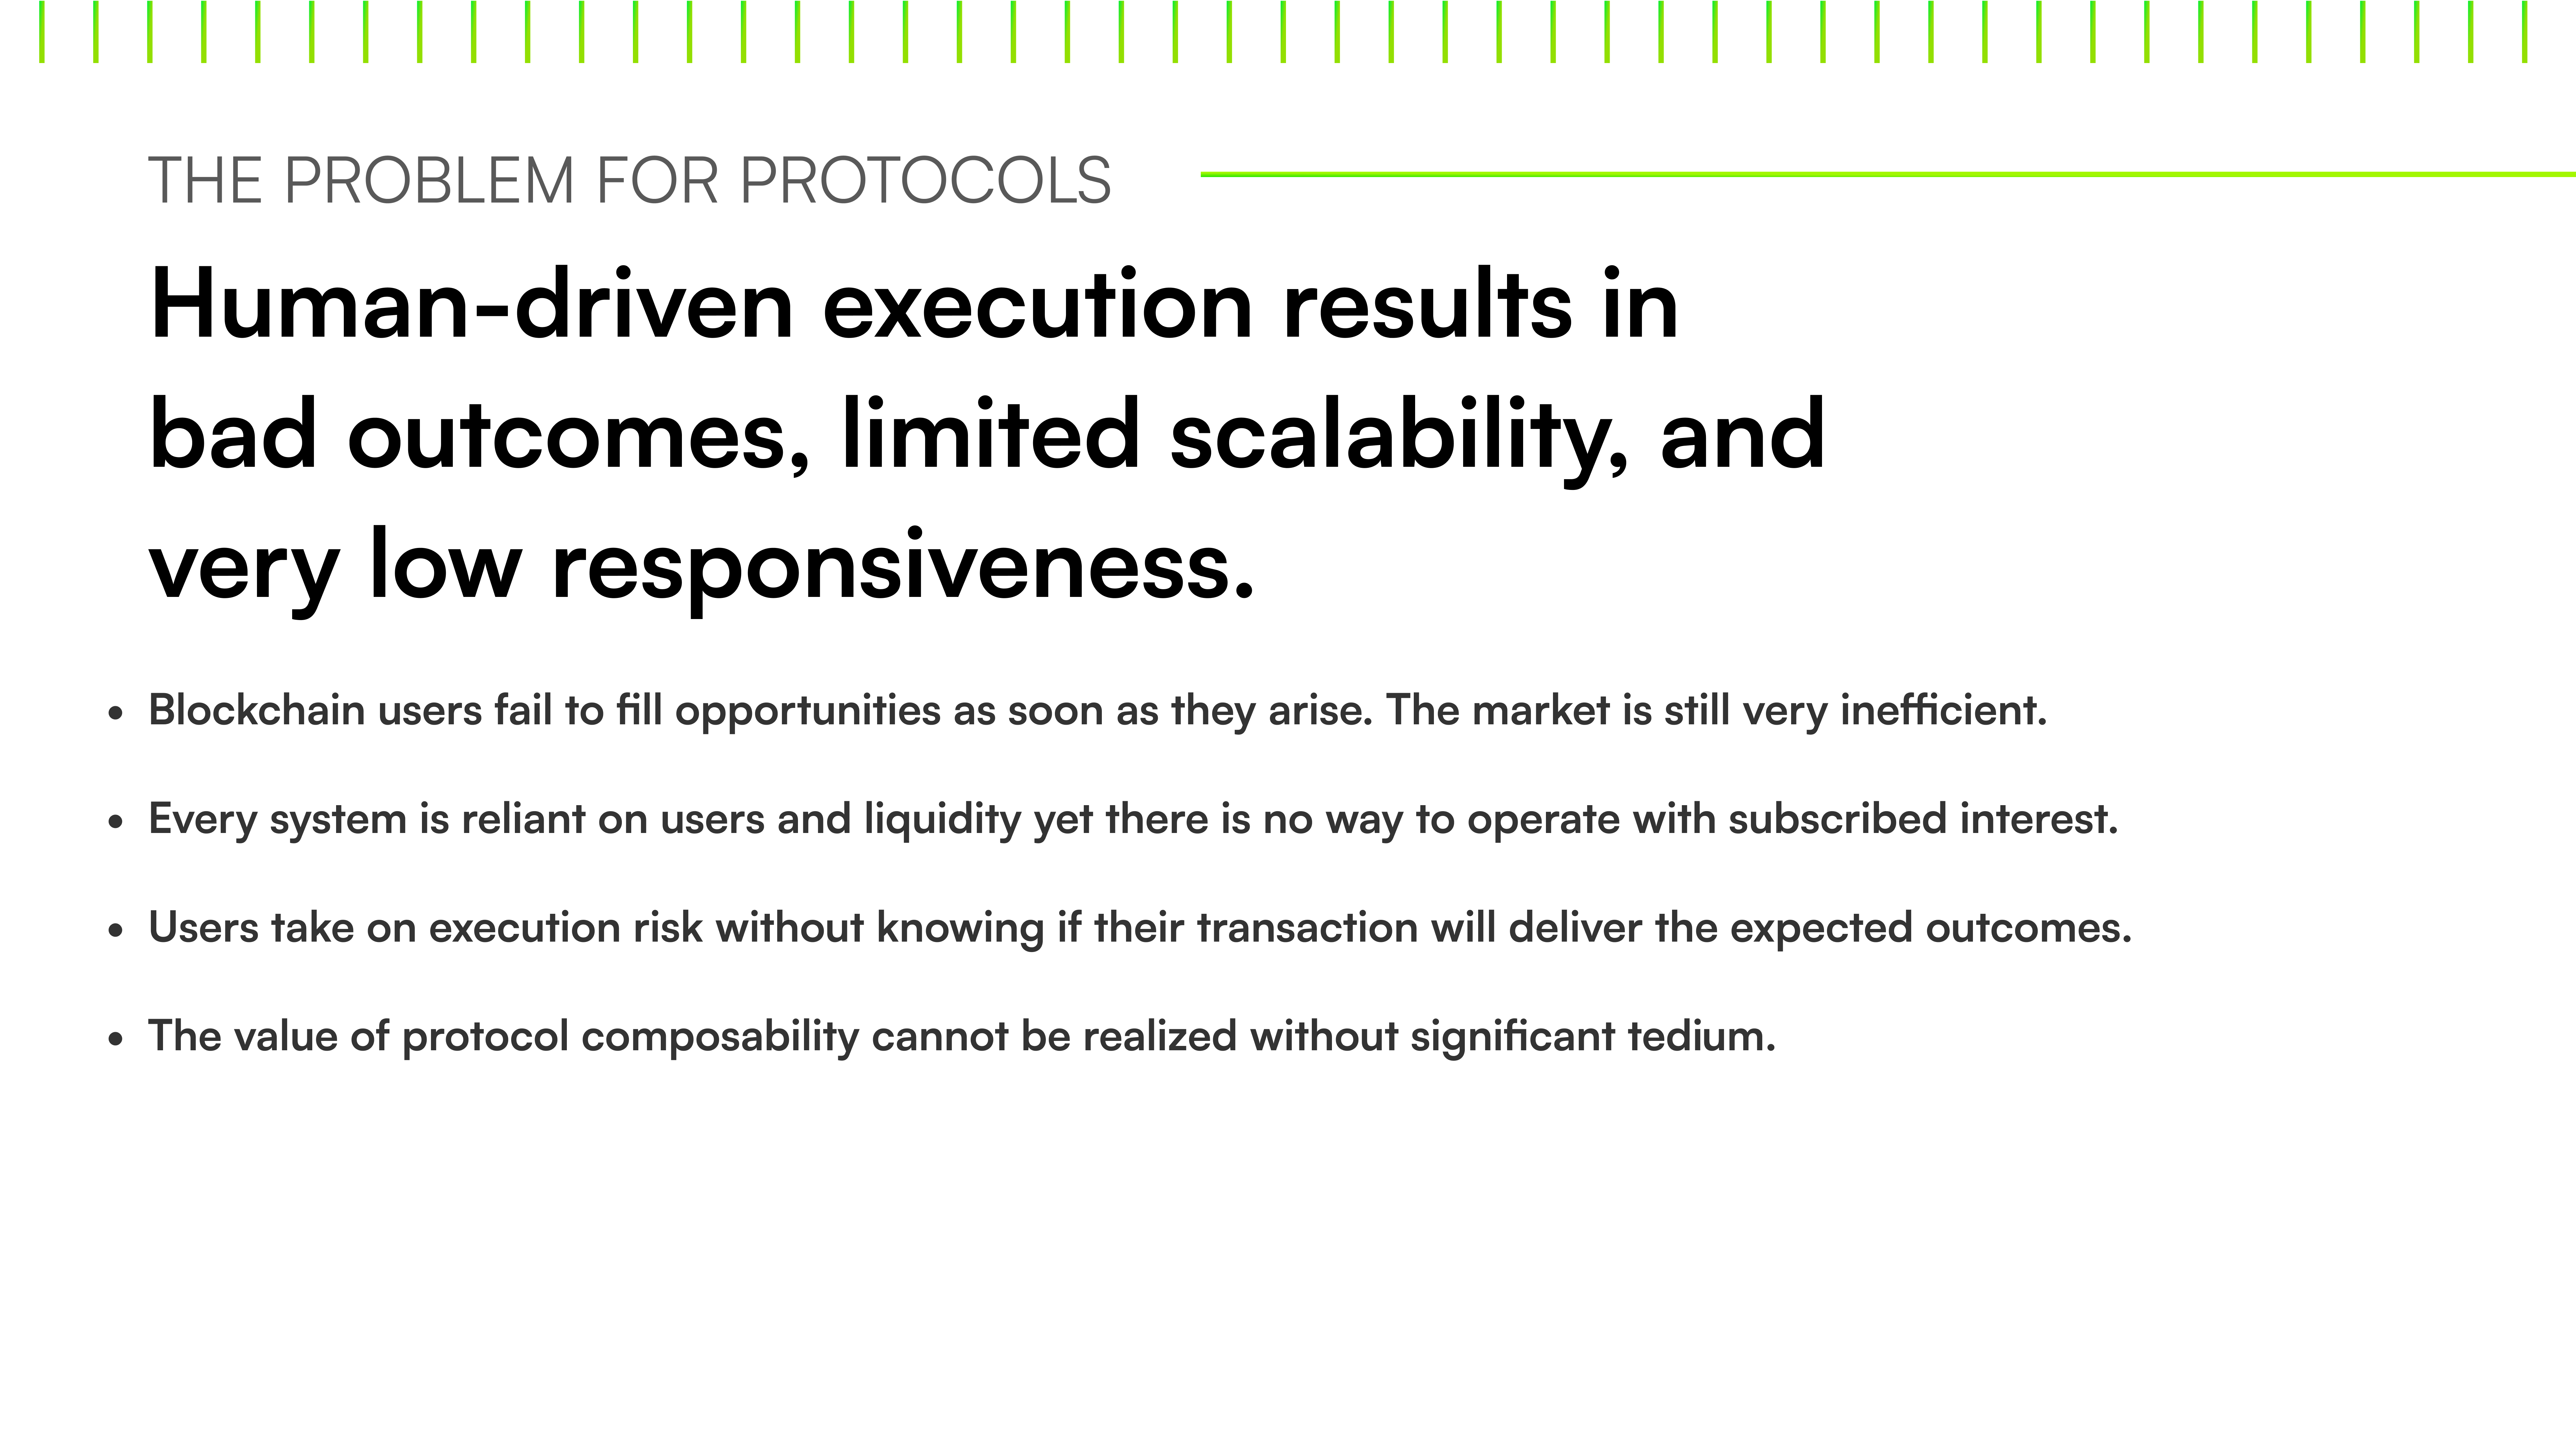 THE PROBLEM FOR PROTOCOLS
Human-driven execution results in
bad outcomes, limited scalability, and
very low responsiveness.
• Blockchain users fail to fill opportunities as soon as they arise. The market is still very inefficient.
• Every system is reliant on users and liquidity yet there is no way to operate with subscribed interest.
• Users take on execution risk without knowing if their transaction will deliver the expected outcomes.
• The value of protocol composability cannot be realized without significant tedium.